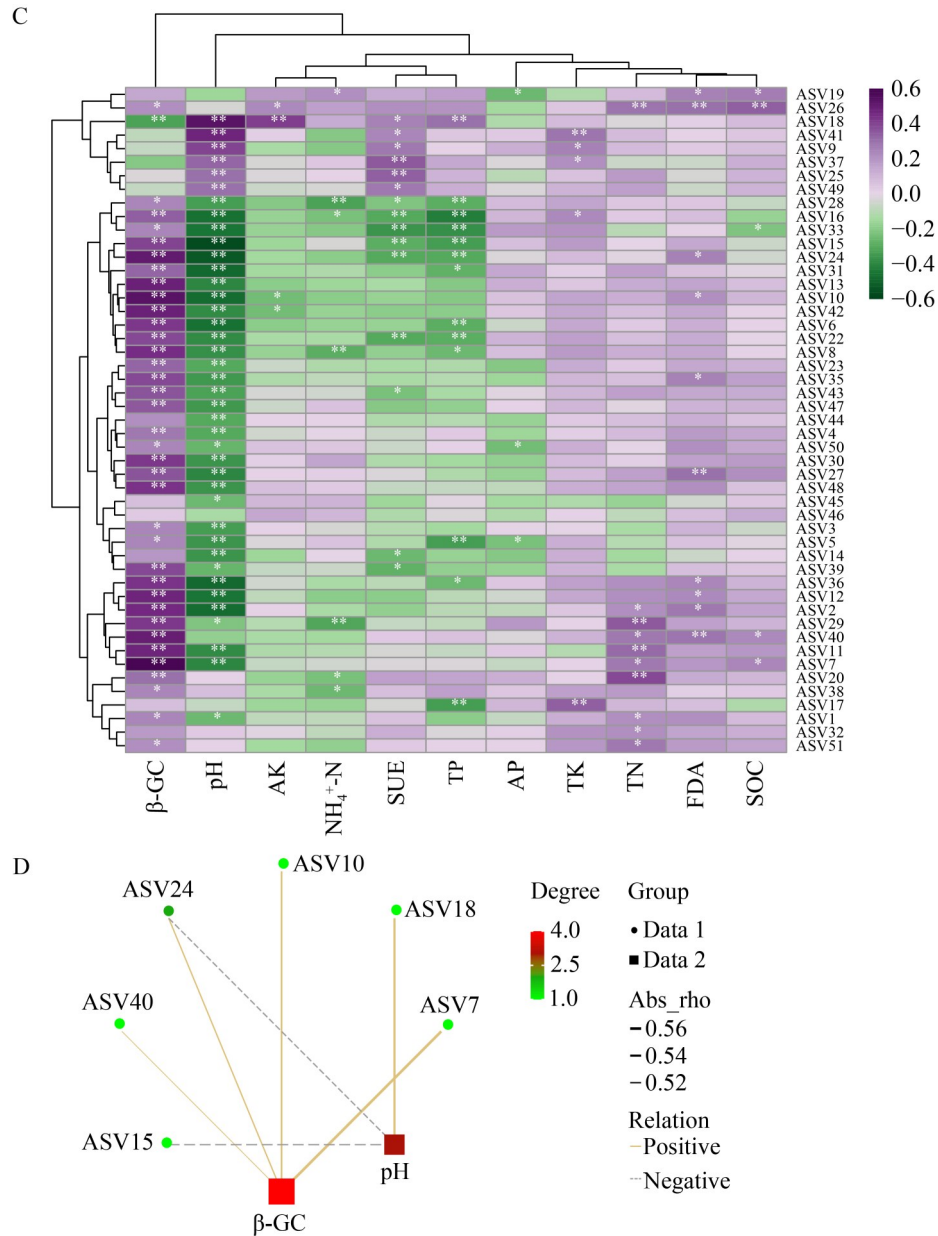 C
* * * * ASV19
* * ** ** ** ASV26
** ** ** * ** ASV18
** * ** ASV41
** * * ASV9
** ** * ASV37
** ** ASV25
** * ASV49
* ** ** * ** ASV28
** ** * ** ** * ASV16
* ** ** ** * ASV33
** ** ** ** ASV15
** ** ** ** * ASV24
** ** * ASV31
** ** ASV13
** ** * * ASV10
** ** * ASV42
** ** ** ASV6
** ** ** ** ASV22
** ** ** * ASV8
** ** ASV23
** ** * ASV35
** ** * ASV43
** ** ASV47
** ASV44
** ** ASV4
* * * ASV50
** ** ASV30
** ** ** ASV27
** ** ASV48
* ASV45
ASV46
* ** ASV3
* ** ** * ASV5
** * ASV14
** * * ASV39
** ** * * ASV36
** ** * ASV12
** ** * * ASV2
** * ** ** ASV29
** * ** * ASV40
** ** ** ASV11
** ** * * ASV7
** * ** ASV20
* * ASV38
** ** ASV17
* * * ASV1
* ASV32
* * ASV51
0.6
0.4
0.2
0.0
−0.2
−0.4
−0.6
β-GC pH AK NH₄⁺-N SUE TP AP TK TN FDA SOC
D
ASV10
ASV24
ASV18
ASV40
ASV7
ASV15
pH
β-GC
Degree
4.0
2.5
1.0
Group
Data 1
Data 2
Abs_rho
0.56
0.54
0.52
Relation
Positive
Negative